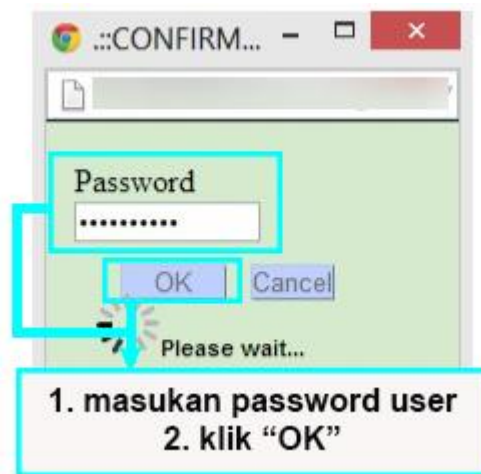 .::CONFIRM...
Password
OK Cancel
Please wait...
1. masukan password user
2. klik “OK”